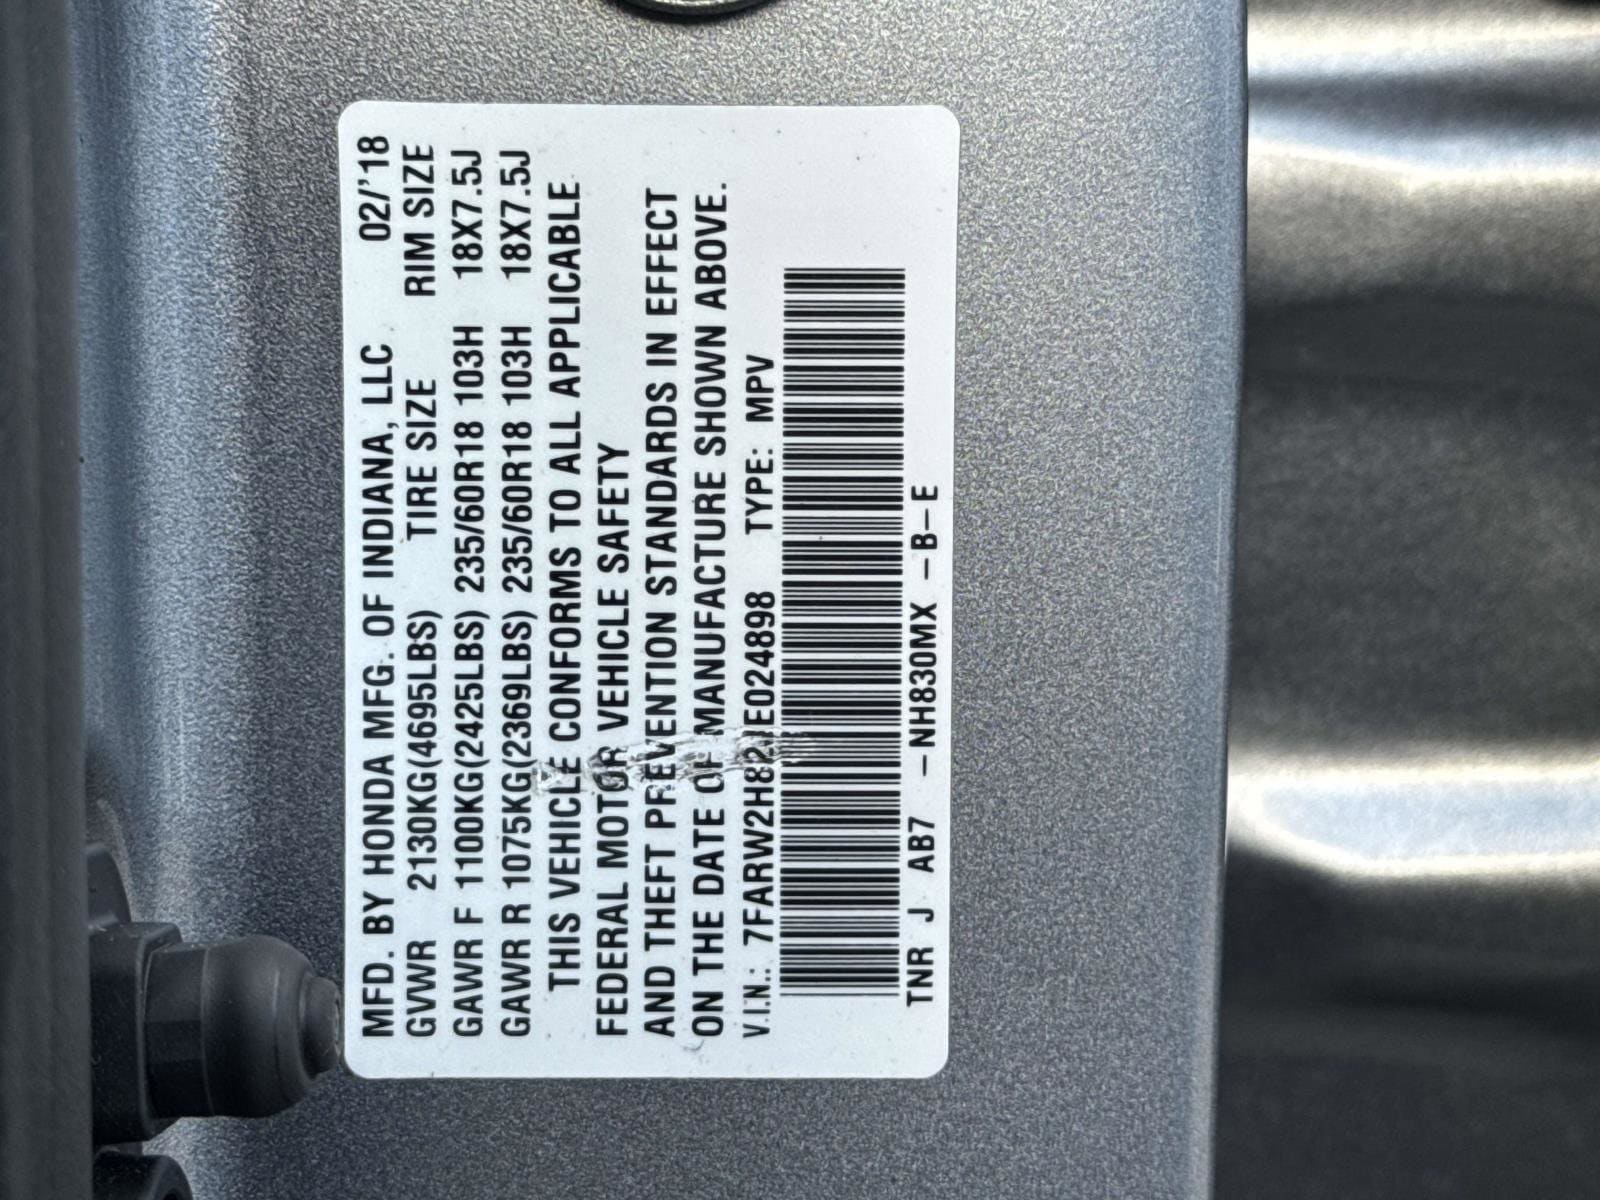 MFD. BY HONDA MFG. OF INDIANA, LLC 02/'18
GVWR 2130KG(4695LBS) TIRE SIZE RIM SIZE
GAWR F 1100KG(2425LBS) 235/60R18 103H 18X7.5J
GAWR R 1075KG(2369LBS) 235/60R18 103H 18X7.5J
THIS VEHICLE CONFORMS TO ALL APPLICABLE
FEDERAL MOTOR VEHICLE SAFETY
AND THEFT PREVENTION STANDARDS IN EFFECT
ON THE DATE OF MANUFACTURE SHOWN ABOVE.
V.I.N.: 7FARW2H82JE024898 TYPE: MPV
TNR J AB7 -NH830MX -B-E